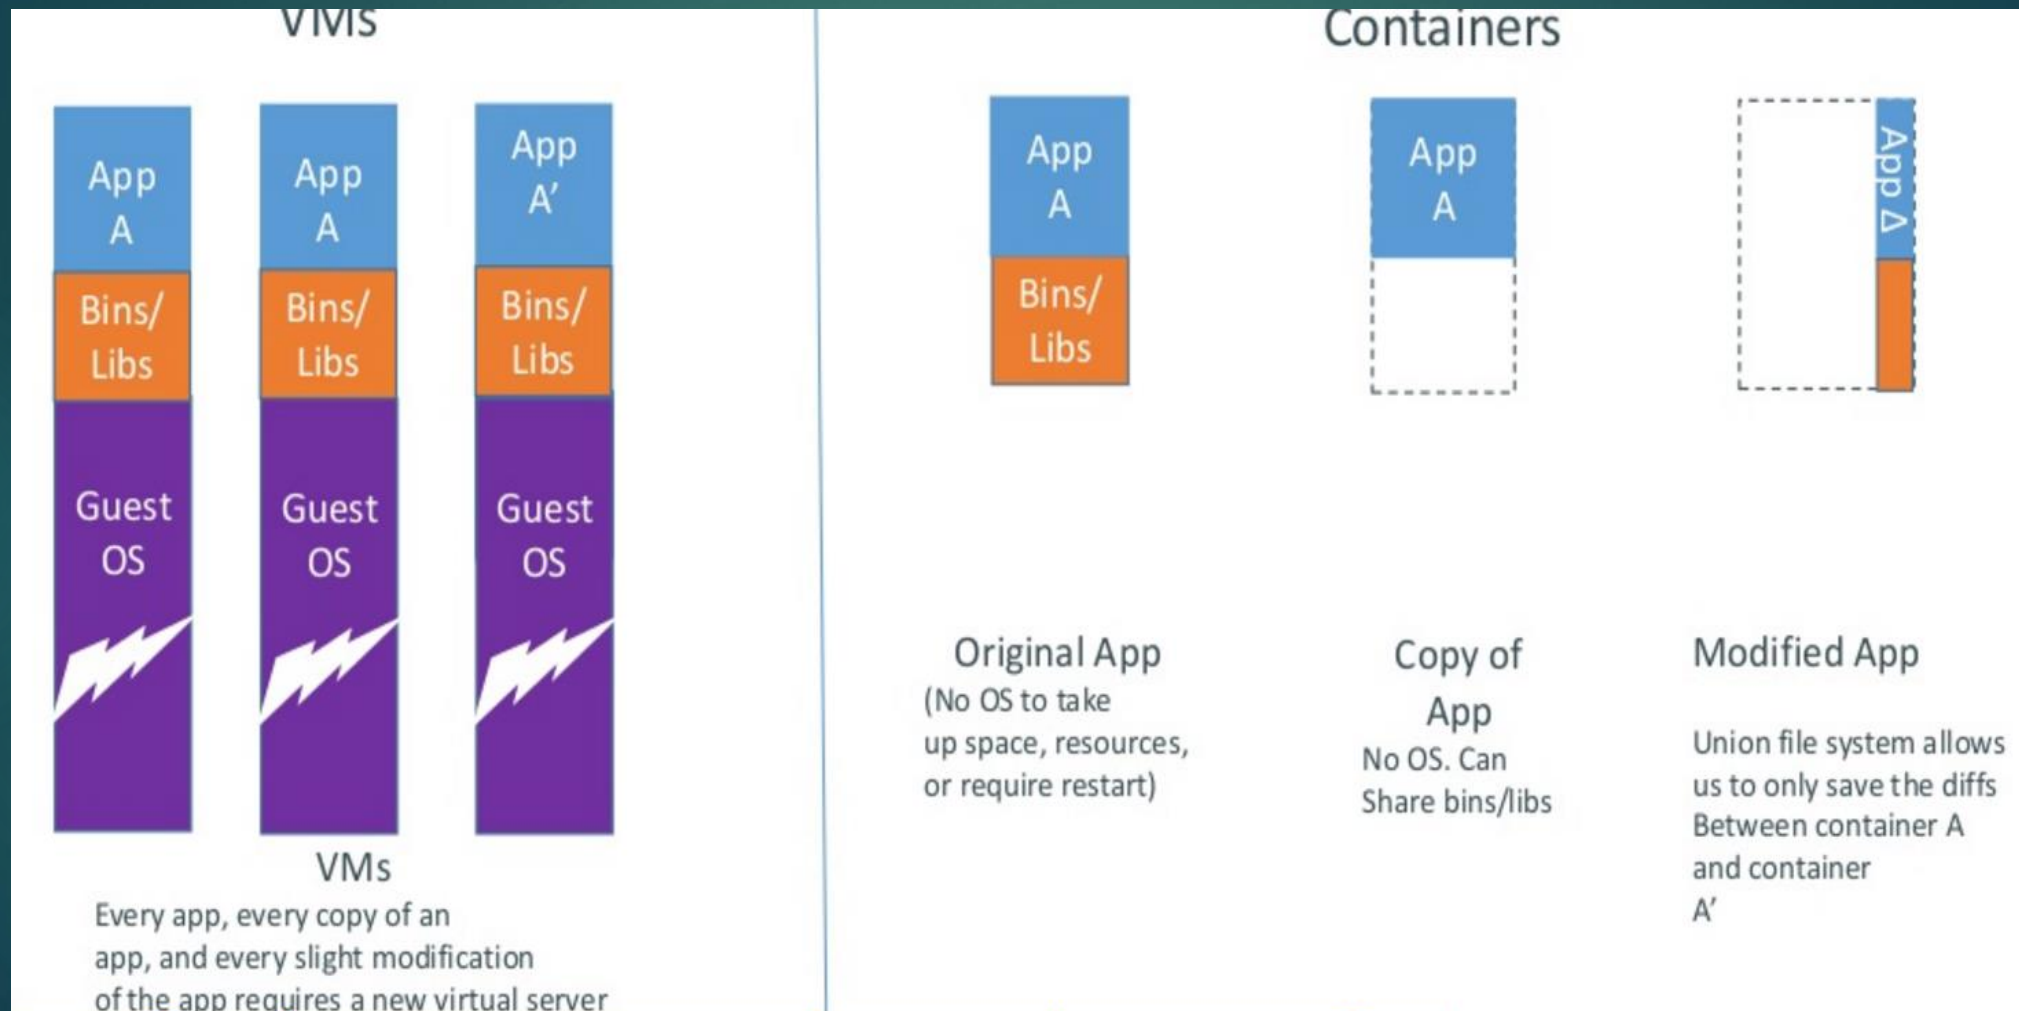 VMs
App
A
Bins/
Libs
Guest
OS
App
A
Bins/
Libs
Guest
OS
App
A’
Bins/
Libs
Guest
OS
VMs
Every app, every copy of an
app, and every slight modification
of the app requires a new virtual server
Containers
App
A
Bins/
Libs
Original App
(No OS to take
up space, resources,
or require restart)
App
A
Copy of
App
No OS. Can
Share bins/libs
App Δ
Modified App
Union file system allows
us to only save the diffs
Between container A
and container
A’